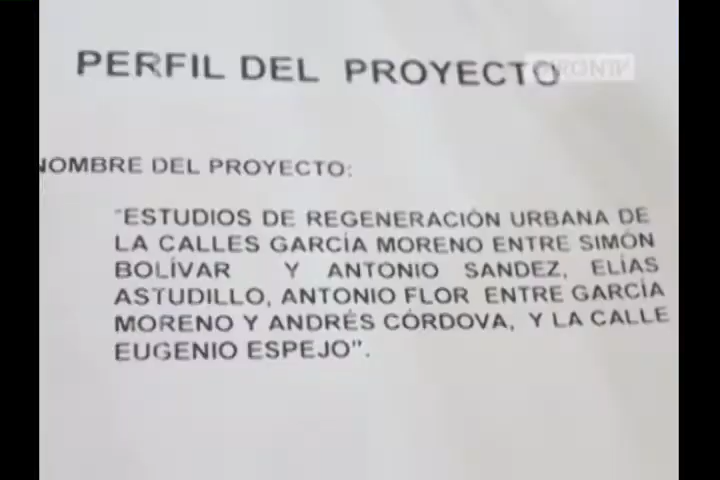 PERFIL DEL PROYECTO
NOMBRE DEL PROYECTO:
"ESTUDIOS DE REGENERACIÓN URBANA DE
LA CALLES GARCÍA MORENO ENTRE SIMÓN
BOLÍVAR Y ANTONIO SANDEZ, ELÍAS
ASTUDILLO, ANTONIO FLOR ENTRE GARCÍA
MORENO Y ANDRÉS CÓRDOVA, Y LA CALLE
EUGENIO ESPEJO".